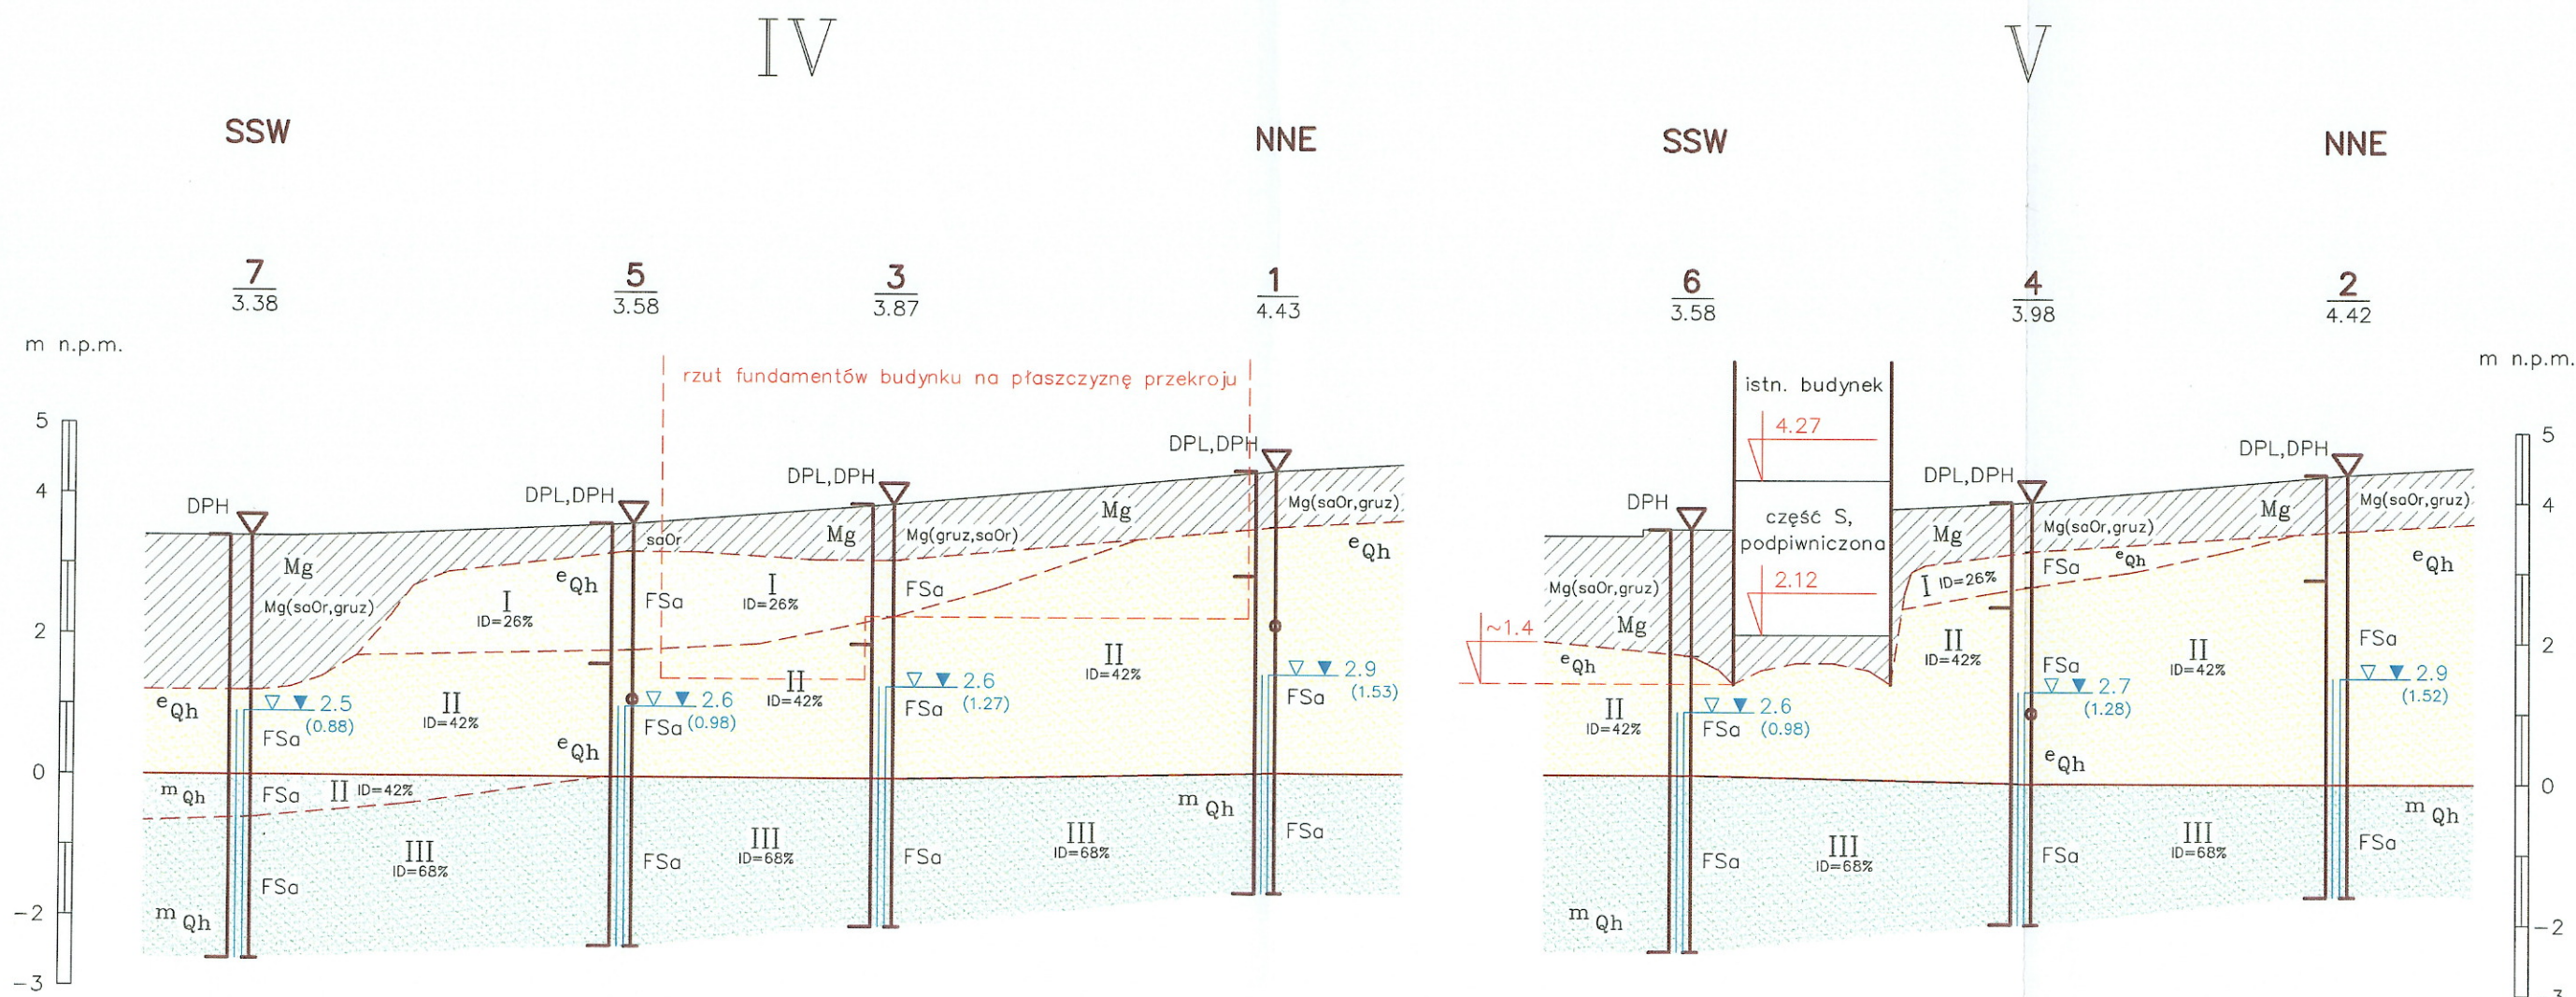 IV
V
SSW
NNE
SSW
NNE
7
3.38
5
3.58
3
3.87
1
4.43
6
3.58
4
3.98
2
4.42
m n.p.m.
m n.p.m.
rzut fundamentów budynku na płaszczyznę przekroju
istn. budynek
4.27
część S,
podpiwniczona
2.12
~1.4
5
4
2
0
-2
-3
DPH
Mg
Mg(saOr,gruz)
eQh
2.5
(0.88)
FSa
mQh
FSa
II ID=42%
FSa
mQh
III
ID=68%
I
ID=26%
II
ID=42%
eQh
eQh
DPL,DPH
saOr
FSa
2.6
(0.98)
FSa
FSa
I
ID=26%
II
ID=42%
III
ID=68%
Mg
DPL,DPH
Mg(gruz,saOr)
FSa
2.6
(1.27)
FSa
FSa
Mg
II
ID=42%
III
ID=68%
mQh
DPL,DPH
Mg(saOr,gruz)
eQh
2.9
(1.53)
FSa
FSa
DPH
Mg(saOr,gruz)
Mg
eQh
II
ID=42%
2.6
(0.98)
FSa
FSa
mQh
III
ID=68%
DPL,DPH
Mg
Mg(saOr,gruz)
I ID=26%
FSa
eQh
II
ID=42%
FSa
2.7
(1.28)
eQh
FSa
Mg
II
ID=42%
III
ID=68%
DPL,DPH
Mg(saOr,gruz)
eQh
FSa
2.9
(1.52)
mQh
FSa
5
4
2
0
-2